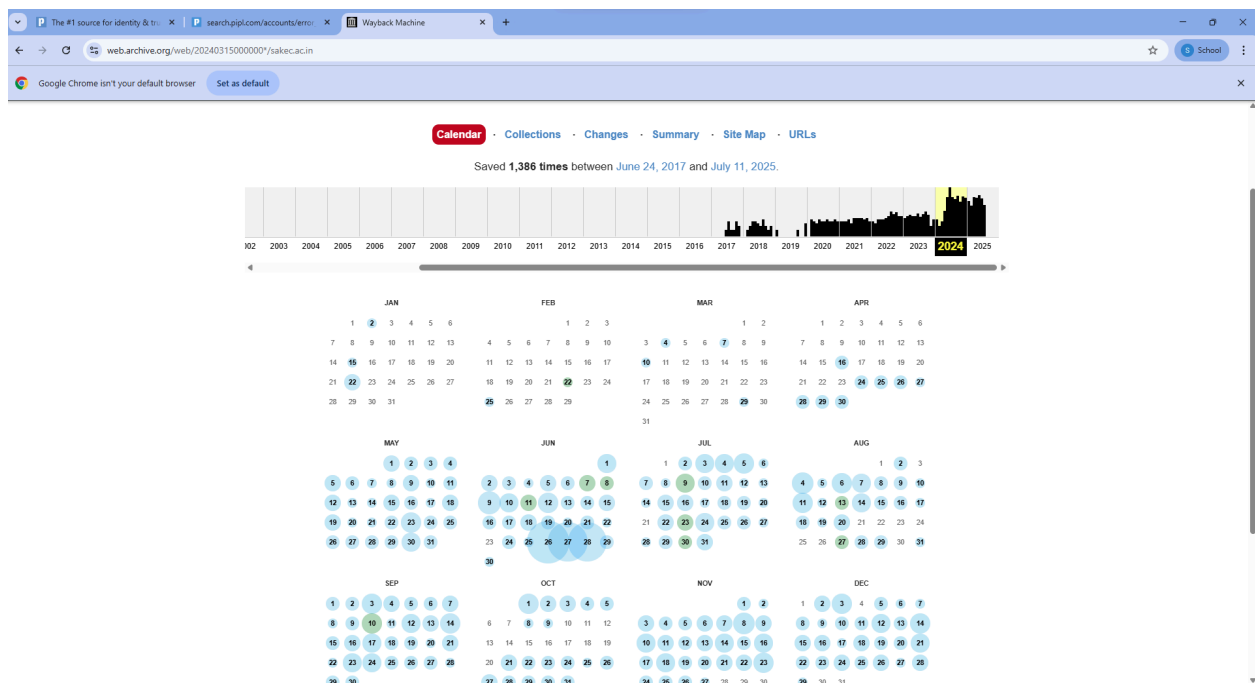 The #1 source for identity & tru
search.pipl.com/accounts/error
Wayback Machine
web.archive.org/web/20240315000000*/sakec.ac.in
S School
Google Chrome isn't your default browser Set as default
Calendar · Collections · Changes · Summary · Site Map · URLs
Saved 1,386 times between June 24, 2017 and July 11, 2025.
002 2003 2004 2005 2006 2007 2008 2009 2010 2011 2012 2013 2014 2015 2016 2017 2018 2019 2020 2021 2022 2023 2024 2025
JAN
1 2 3 4 5 6
7 8 9 10 11 12 13
14 15 16 17 18 19 20
21 22 23 24 25 26 27
28 29 30 31
FEB
1 2 3
4 5 6 7 8 9 10
11 12 13 14 15 16 17
18 19 20 21 22 23 24
25 26 27 28 29
MAR
1 2
3 4 5 6 7 8 9
10 11 12 13 14 15 16
17 18 19 20 21 22 23
24 25 26 27 28 29 30
31
APR
1 2 3 4 5 6
7 8 9 10 11 12 13
14 15 16 17 18 19 20
21 22 23 24 25 26 27
28 29 30
MAY
1 2 3 4
5 6 7 8 9 10 11
12 13 14 15 16 17 18
19 20 21 22 23 24 25
26 27 28 29 30 31
JUN
1
2 3 4 5 6 7 8
9 10 11 12 13 14 15
16 17 18 19 20 21 22
23 24 25 26 27 28 29
30
JUL
1 2 3 4 5 6
7 8 9 10 11 12 13
14 15 16 17 18 19 20
21 22 23 24 25 26 27
28 29 30 31
AUG
1 2 3
4 5 6 7 8 9 10
11 12 13 14 15 16 17
18 19 20 21 22 23 24
25 26 27 28 29 30 31
SEP
1 2 3 4 5 6 7
8 9 10 11 12 13 14
15 16 17 18 19 20 21
22 23 24 25 26 27 28
29 30
OCT
1 2 3 4 5
6 7 8 9 10 11 12
13 14 15 16 17 18 19
20 21 22 23 24 25 26
27 28 29 30 31
NOV
1 2
3 4 5 6 7 8 9
10 11 12 13 14 15 16
17 18 19 20 21 22 23
24 25 26 27 28 29 30
DEC
1 2 3 4 5 6 7
8 9 10 11 12 13 14
15 16 17 18 19 20 21
22 23 24 25 26 27 28
29 30 31